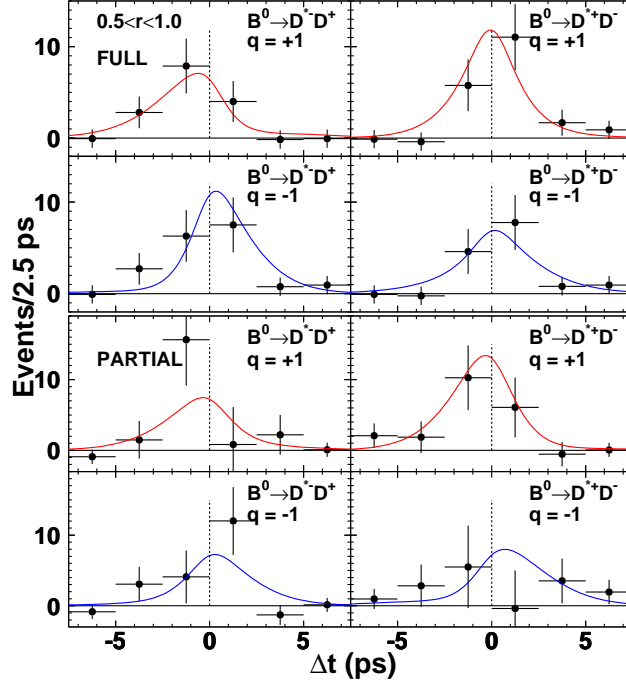 0.5<r<1.0 B⁰→D*⁻D⁺ B⁰→D*⁺D⁻
10 FULL q = +1 q = +1
0
B⁰→D*⁻D⁺ B⁰→D*⁺D⁻
10 q = -1 q = -1
0
Events/2.5 ps
B⁰→D*⁻D⁺ B⁰→D*⁺D⁻
PARTIAL q = +1 q = +1
10
0
B⁰→D*⁻D⁺ B⁰→D*⁺D⁻
q = -1 q = -1
10
0
-5 0 5 -5 0 5
Δt (ps)